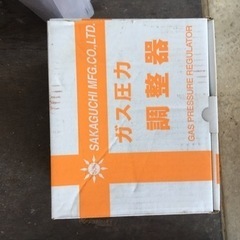 SAKAGUCHI MFG.CO.,LTD.
ガス圧力
調整器
GAS PRESSURE REGULATOR